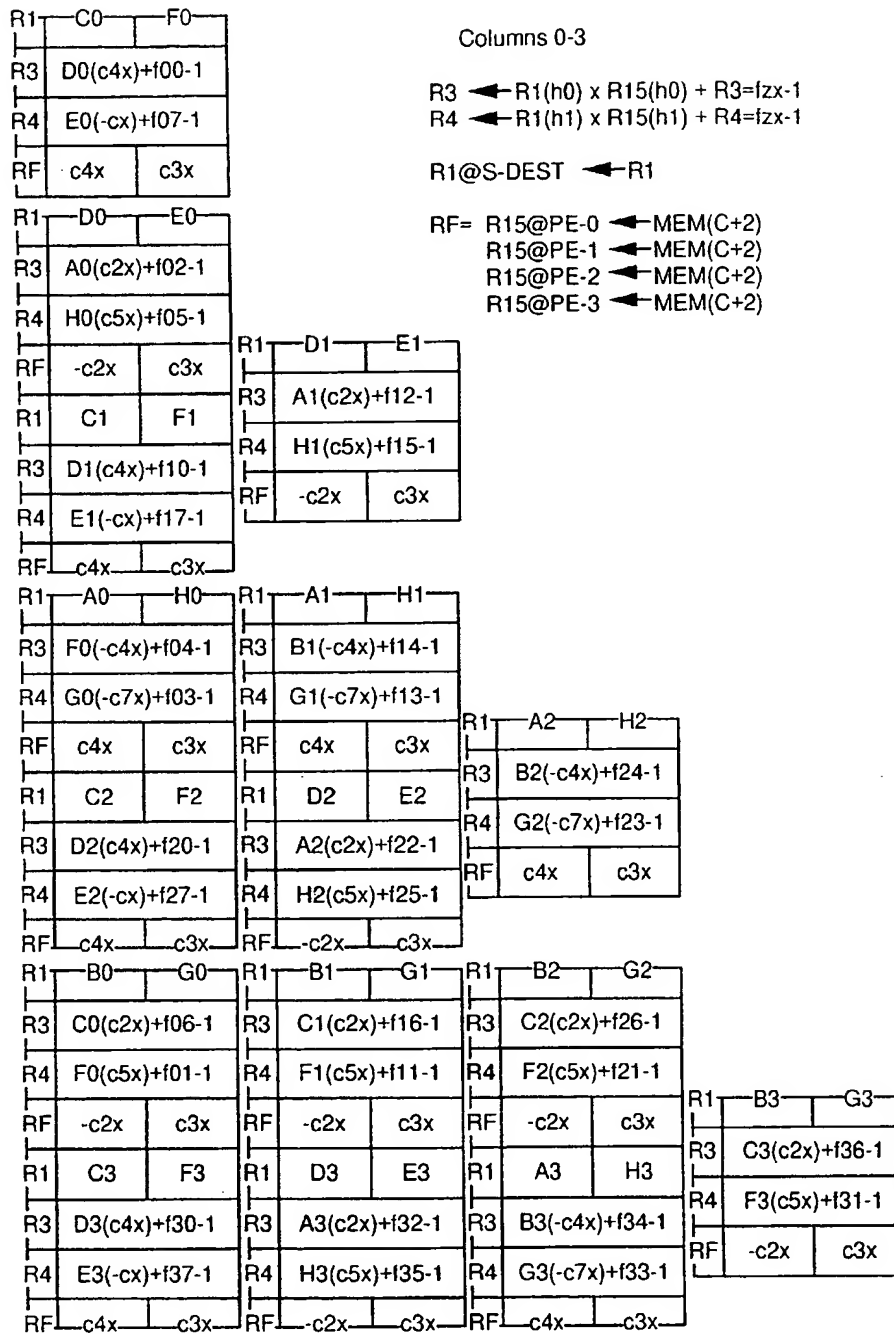 R1 C0 F0
R3 D0(c4x)+f00-1
R4 E0(-cx)+f07-1
RF c4x c3x
Columns 0-3
R3 ← R1(h0) x R15(h0) + R3=fzx-1
R4 ← R1(h1) x R15(h1) + R4=fzx-1
R1@S-DEST ← R1
RF= R15@PE-0 ← MEM(C+2)
R15@PE-1 ← MEM(C+2)
R15@PE-2 ← MEM(C+2)
R15@PE-3 ← MEM(C+2)
R1 D0 E0
R3 A0(c2x)+f02-1
R4 H0(c5x)+f05-1
RF -c2x c3x
R1 C1 F1
R3 D1(c4x)+f10-1
R4 E1(-cx)+f17-1
RF c4x c3x
R1 D1 E1
R3 A1(c2x)+f12-1
R4 H1(c5x)+f15-1
RF -c2x c3x
R1 A0 H0
R3 F0(-c4x)+f04-1
R4 G0(-c7x)+f03-1
RF c4x c3x
R1 C2 F2
R3 D2(c4x)+f20-1
R4 E2(-cx)+f27-1
RF c4x c3x
R1 A1 H1
R3 B1(-c4x)+f14-1
R4 G1(-c7x)+f13-1
RF c4x c3x
R1 D2 E2
R3 A2(c2x)+f22-1
R4 H2(c5x)+f25-1
RF -c2x c3x
R1 A2 H2
R3 B2(-c4x)+f24-1
R4 G2(-c7x)+f23-1
RF c4x c3x
R1 B0 G0
R3 C0(c2x)+f06-1
R4 F0(c5x)+f01-1
RF -c2x c3x
R1 C3 F3
R3 D3(c4x)+f30-1
R4 E3(-cx)+f37-1
RF c4x c3x
R1 B1 G1
R3 C1(c2x)+f16-1
R4 F1(c5x)+f11-1
RF -c2x c3x
R1 D3 E3
R3 A3(c2x)+f32-1
R4 H3(c5x)+f35-1
RF -c2x c3x
R1 B2 G2
R3 C2(c2x)+f26-1
R4 F2(c5x)+f21-1
RF -c2x c3x
R1 A3 H3
R3 B3(-c4x)+f34-1
R4 G3(-c7x)+f33-1
RF c4x c3x
R1 B3 G3
R3 C3(c2x)+f36-1
R4 F3(c5x)+f31-1
RF -c2x c3x